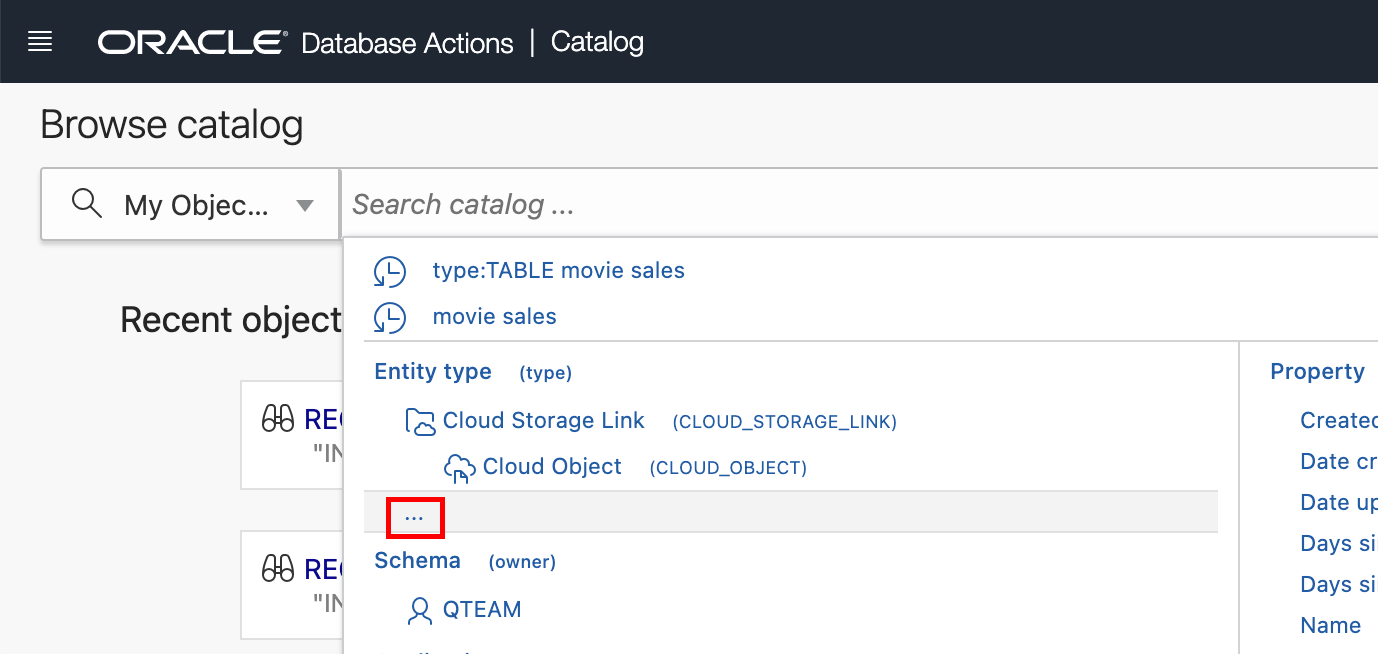 ORACLE® Database Actions | Catalog
Browse catalog
My Objec...
Search catalog ...
type:TABLE movie sales
movie sales
Recent object
Entity type (type)
Cloud Storage Link (CLOUD_STORAGE_LINK)
Cloud Object (CLOUD_OBJECT)
...
Schema (owner)
QTEAM
Property
Created
Date cr
Date up
Days si
Days si
Name
REC
"IN
REC
"IN